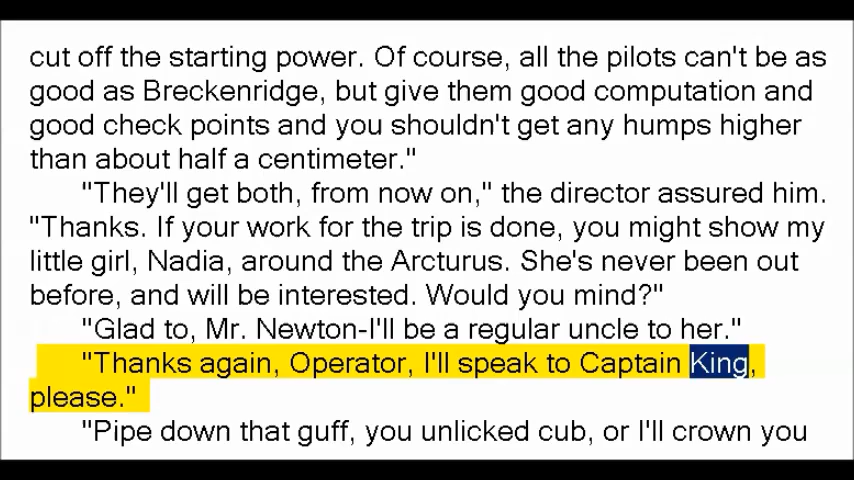 cut off the starting power. Of course, all the pilots can't be as
good as Breckenridge, but give them good computation and
good check points and you shouldn't get any humps higher
than about half a centimeter."
"They'll get both, from now on," the director assured him.
"Thanks. If your work for the trip is done, you might show my
little girl, Nadia, around the Arcturus. She's never been out
before, and will be interested. Would you mind?"
"Glad to, Mr. Newton-I'll be a regular uncle to her."
"Thanks again, Operator, I'll speak to Captain King,
please."
"Pipe down that guff, you unlicked cub, or I'll crown you